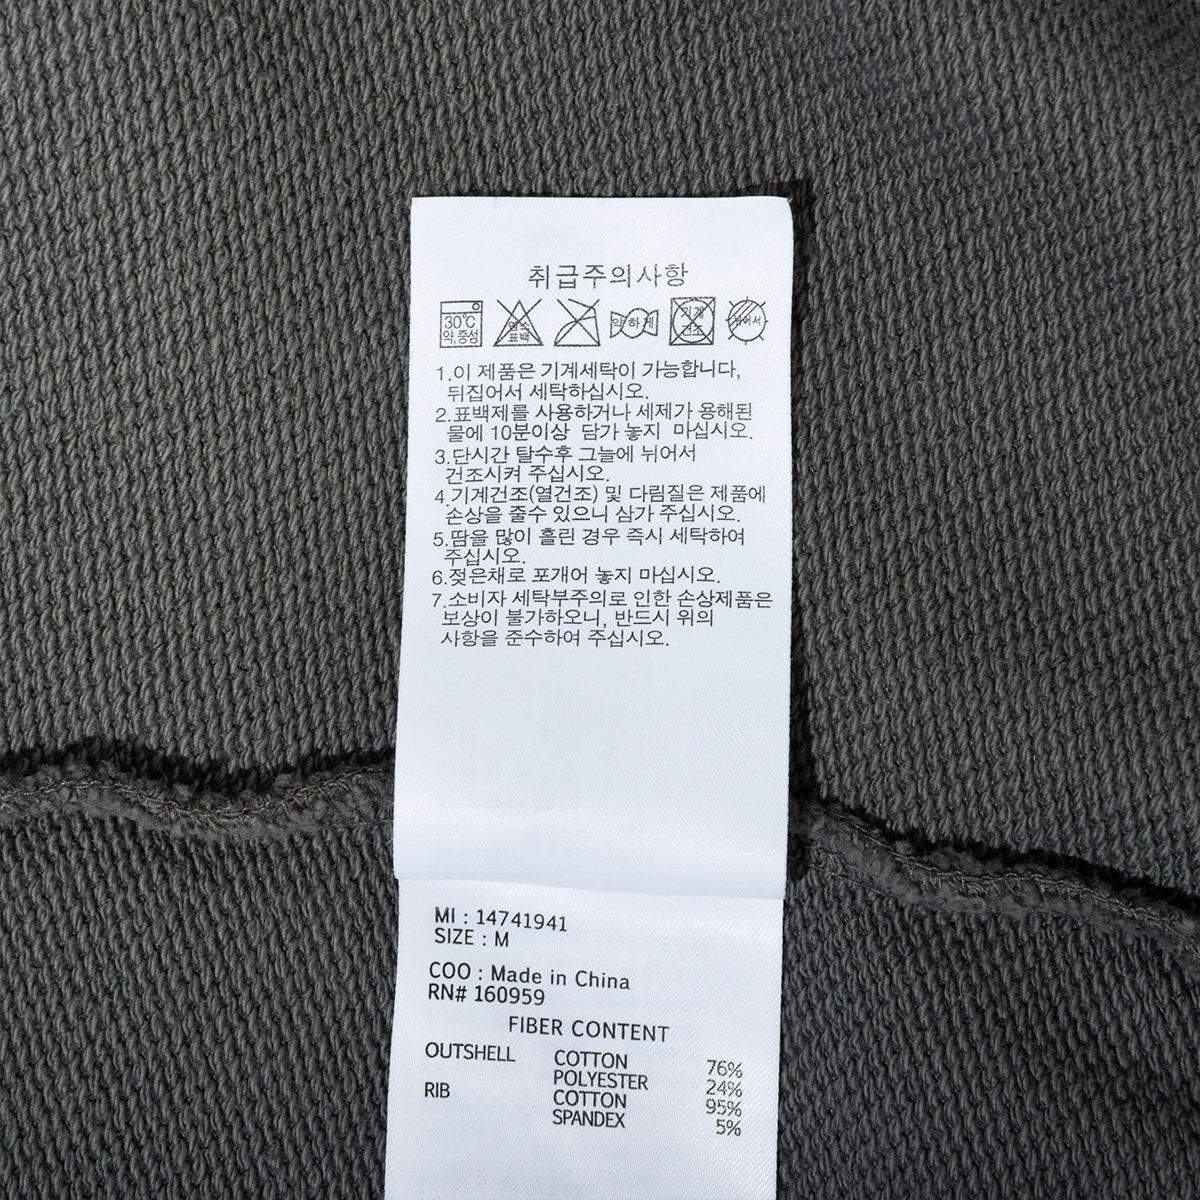 취급주의사항
30℃
약,중성
염소
표백
약하게
기계
건조
뉘어서
1.이 제품은 기계세탁이 가능합니다,
뒤집어서 세탁하십시오.
2.표백제를 사용하거나 세제가 용해된
물에 10분이상 담가 놓지 마십시오.
3.단시간 탈수후 그늘에 뉘어서
건조시켜 주십시오.
4.기계건조(열건조) 및 다림질은 제품에
손상을 줄수 있으니 삼가 주십시오.
5.땀을 많이 흘린 경우 즉시 세탁하여
주십시오.
6.젖은채로 포개어 놓지 마십시오.
7.소비자 세탁부주의로 인한 손상제품은
보상이 불가하오니, 반드시 위의
사항을 준수하여 주십시오.
MI : 14741941
SIZE : M
COO : Made in China
RN# 160959
FIBER CONTENT
OUTSHELL COTTON 76%
POLYESTER 24%
RIB COTTON 95%
SPANDEX 5%